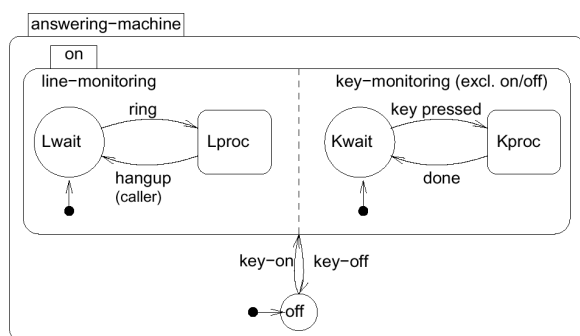 answering-machine
on
line-monitoring
key-monitoring (excl. on/off)
ring
key pressed
Lwait
Lproc
Kwait
Kproc
hangup
(caller)
done
key-on
key-off
off